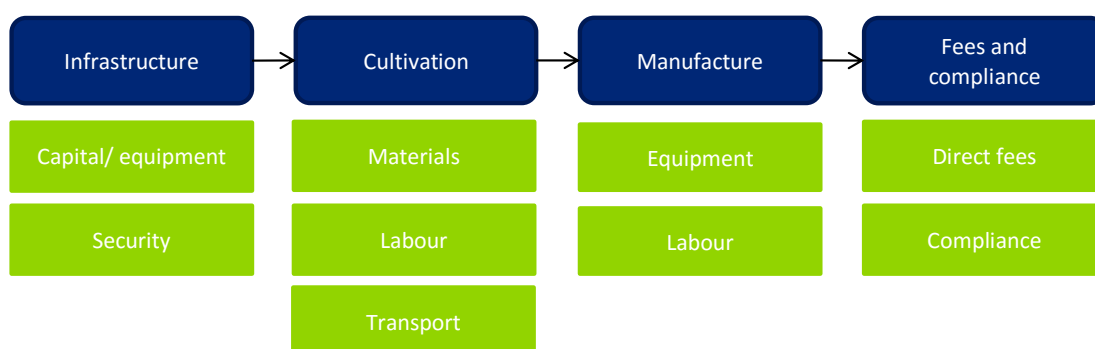 Infrastructure
Cultivation
Manufacture
Fees and
compliance
Capital/ equipment
Materials
Equipment
Direct fees
Security
Labour
Labour
Compliance
Transport